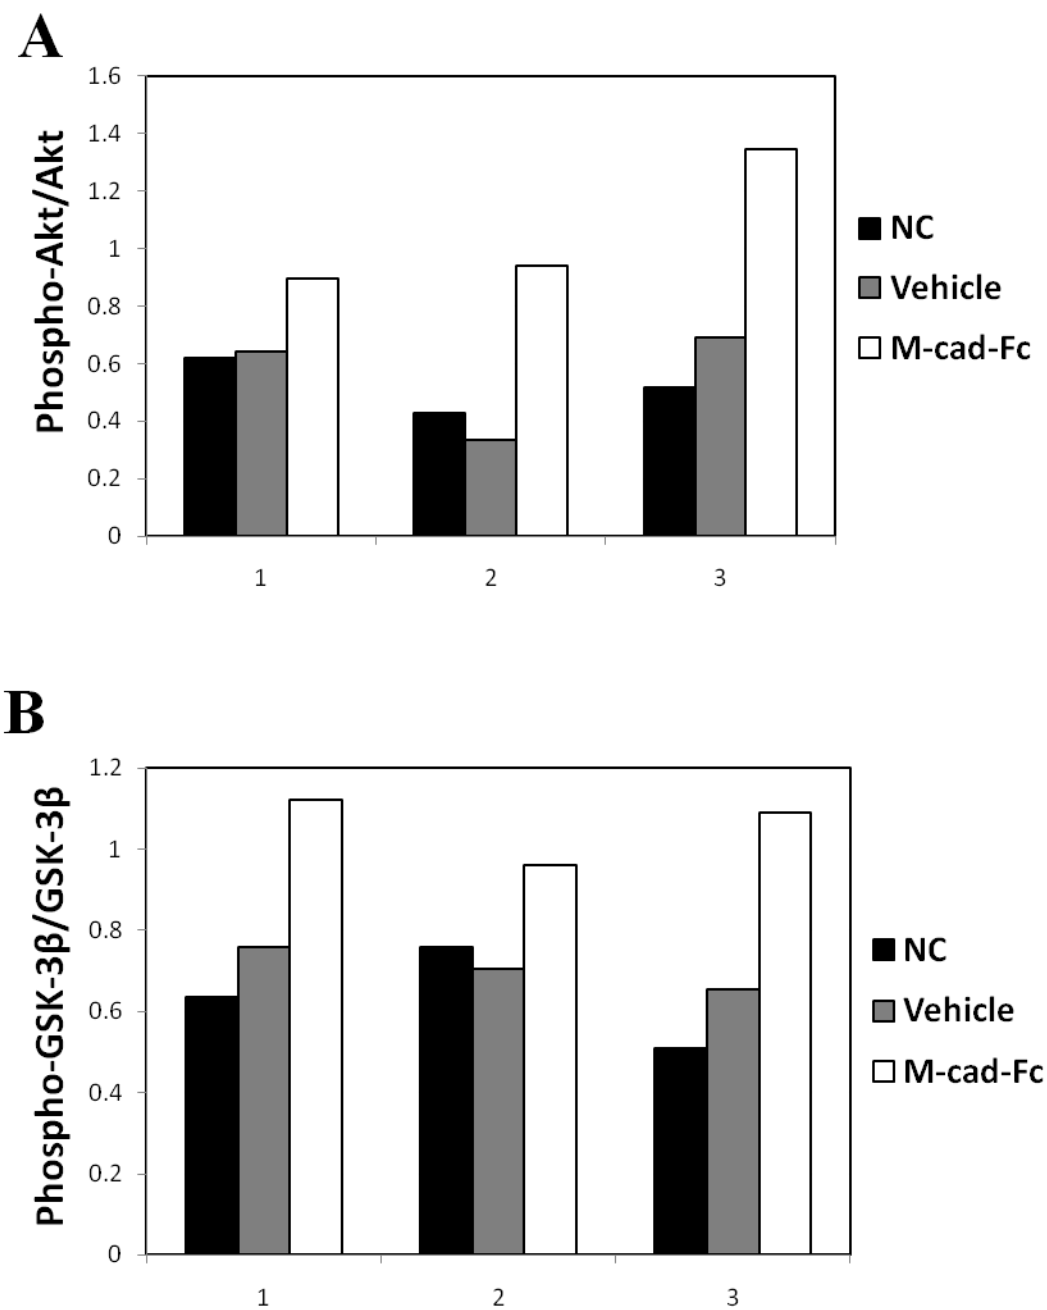 A
Phospho-Akt/Akt
1.6
1.4
1.2
1
0.8
0.6
0.4
0.2
0
1 2 3
NC
Vehicle
M-cad-Fc
B
Phospho-GSK-3β/GSK-3β
1.2
1
0.8
0.6
0.4
0.2
0
1 2 3
NC
Vehicle
M-cad-Fc